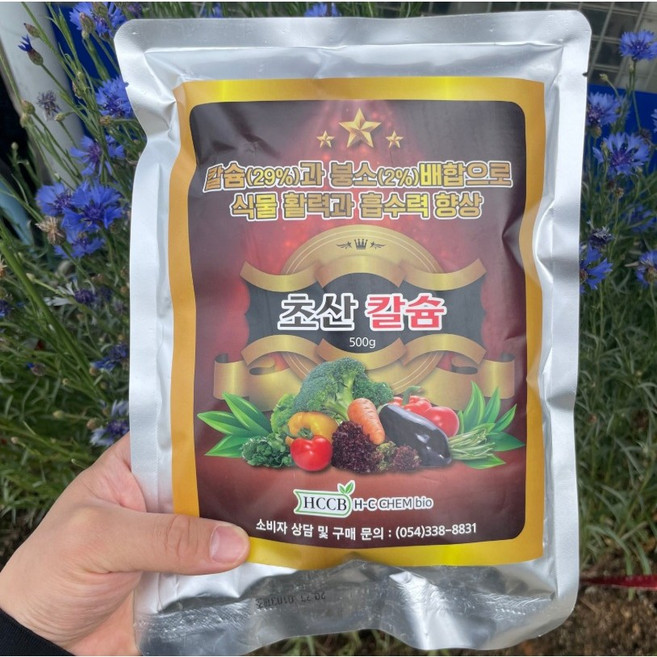 칼슘(29%)과 붕소(2%)배합으로
식물 활력과 흡수력 향상
초산 칼슘
500g
HCCB H-C CHEM bio
소비자 상담 및 구매 문의 : (054)338-8831